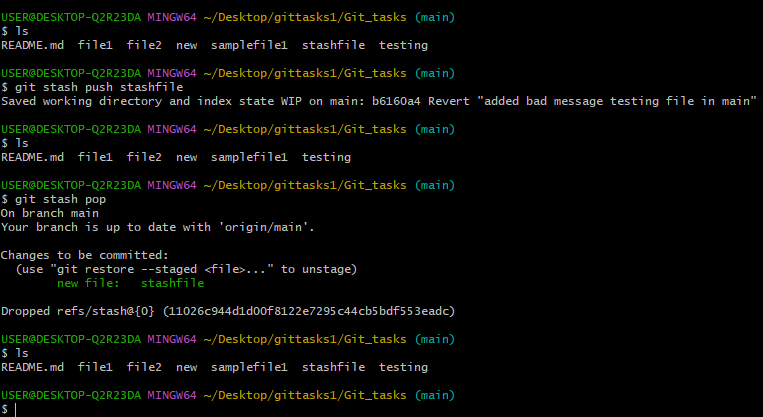 USER@DESKTOP-Q2R23DA MINGW64 ~/Desktop/gittasks1/Git_tasks (main)
$ ls
README.md  file1  file2  new  samplefile1  stashfile  testing
USER@DESKTOP-Q2R23DA MINGW64 ~/Desktop/gittasks1/Git_tasks (main)
$ git stash push stashfile
Saved working directory and index state WIP on main: b6160a4 Revert "added bad message testing file in main"
USER@DESKTOP-Q2R23DA MINGW64 ~/Desktop/gittasks1/Git_tasks (main)
$ ls
README.md  file1  file2  new  samplefile1  testing
USER@DESKTOP-Q2R23DA MINGW64 ~/Desktop/gittasks1/Git_tasks (main)
$ git stash pop
On branch main
Your branch is up to date with 'origin/main'.
Changes to be committed:
  (use "git restore --staged <file>..." to unstage)
        new file:   stashfile
Dropped refs/stash@{0} (11026c944d1d00f8122e7295c44cb5bdf553eadc)
USER@DESKTOP-Q2R23DA MINGW64 ~/Desktop/gittasks1/Git_tasks (main)
$ ls
README.md  file1  file2  new  samplefile1  stashfile  testing
USER@DESKTOP-Q2R23DA MINGW64 ~/Desktop/gittasks1/Git_tasks (main)
$